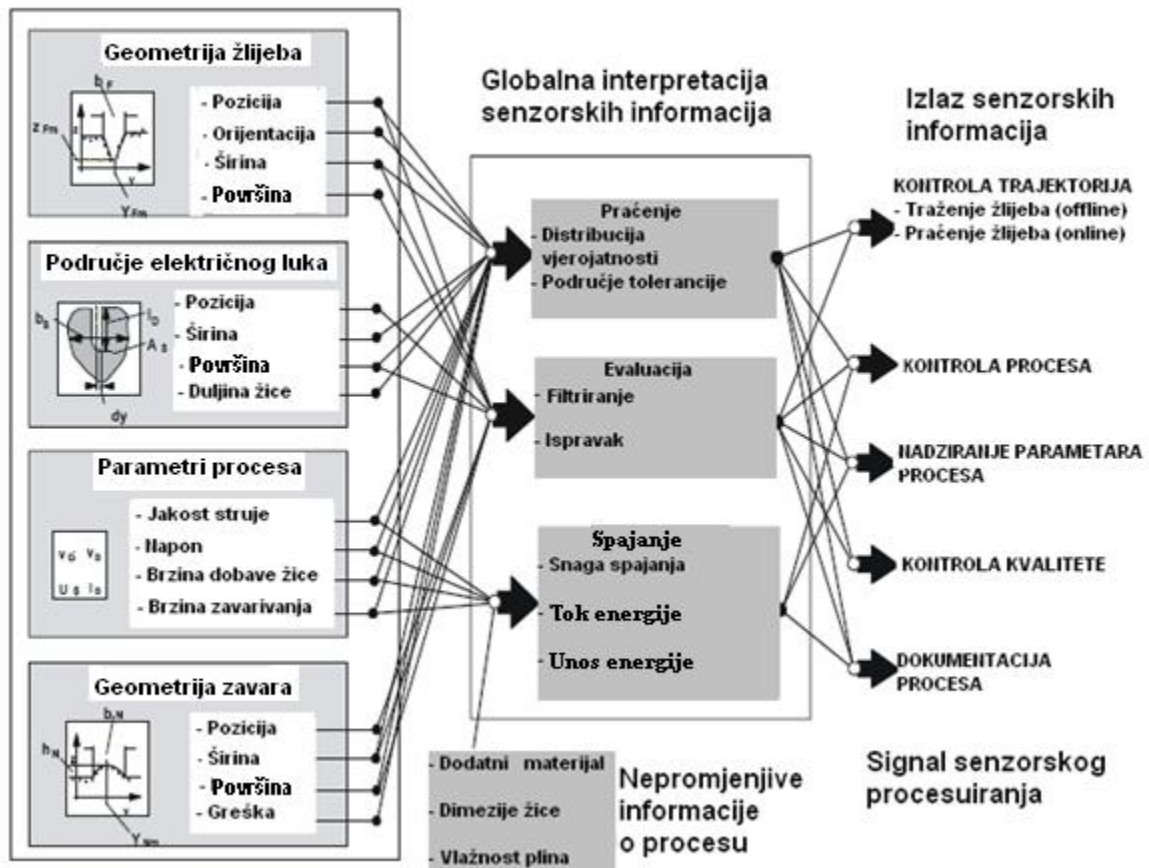 Geometrija žlijeba
b F
z Fm
z
v
Y Fm
- Pozicija
- Orijentacija
- Širina
- Površina
Područje električnog luka
b s
l D
A s
dy
- Pozicija
- Širina
- Površina
- Duljina žice
Parametri procesa
U s I s
- Jakost struje
- Napon
- Brzina dobave žice
- Brzina zavarivanja
Geometrija zavara
b N
h N
z
v
Y Nm
- Pozicija
- Širina
- Površina
- Greška
Globalna interpretacija
senzorskih informacija
Praćenje
- Distribucija
vjerojatnosti
- Područje tolerancije
Evaluacija
- Filtriranje
- Ispravak
Spajanje
- Snaga spajanja
- Tok energije
- Unos energije
- Dodatni materijal
- Dimezije žice
- Vlažnost plina
Nepromjenjive
informacije
o procesu
Izlaz senzorskih
informacija
KONTROLA TRAJEKTORIJA
- Traženje žlijeba (offline)
- Praćenje žlijeba (online)
KONTROLA PROCESA
NADZIRANJE PARAMETARA
PROCESA
KONTROLA KVALITETE
DOKUMENTACIJA
PROCESA
Signal senzorskog
procesuiranja